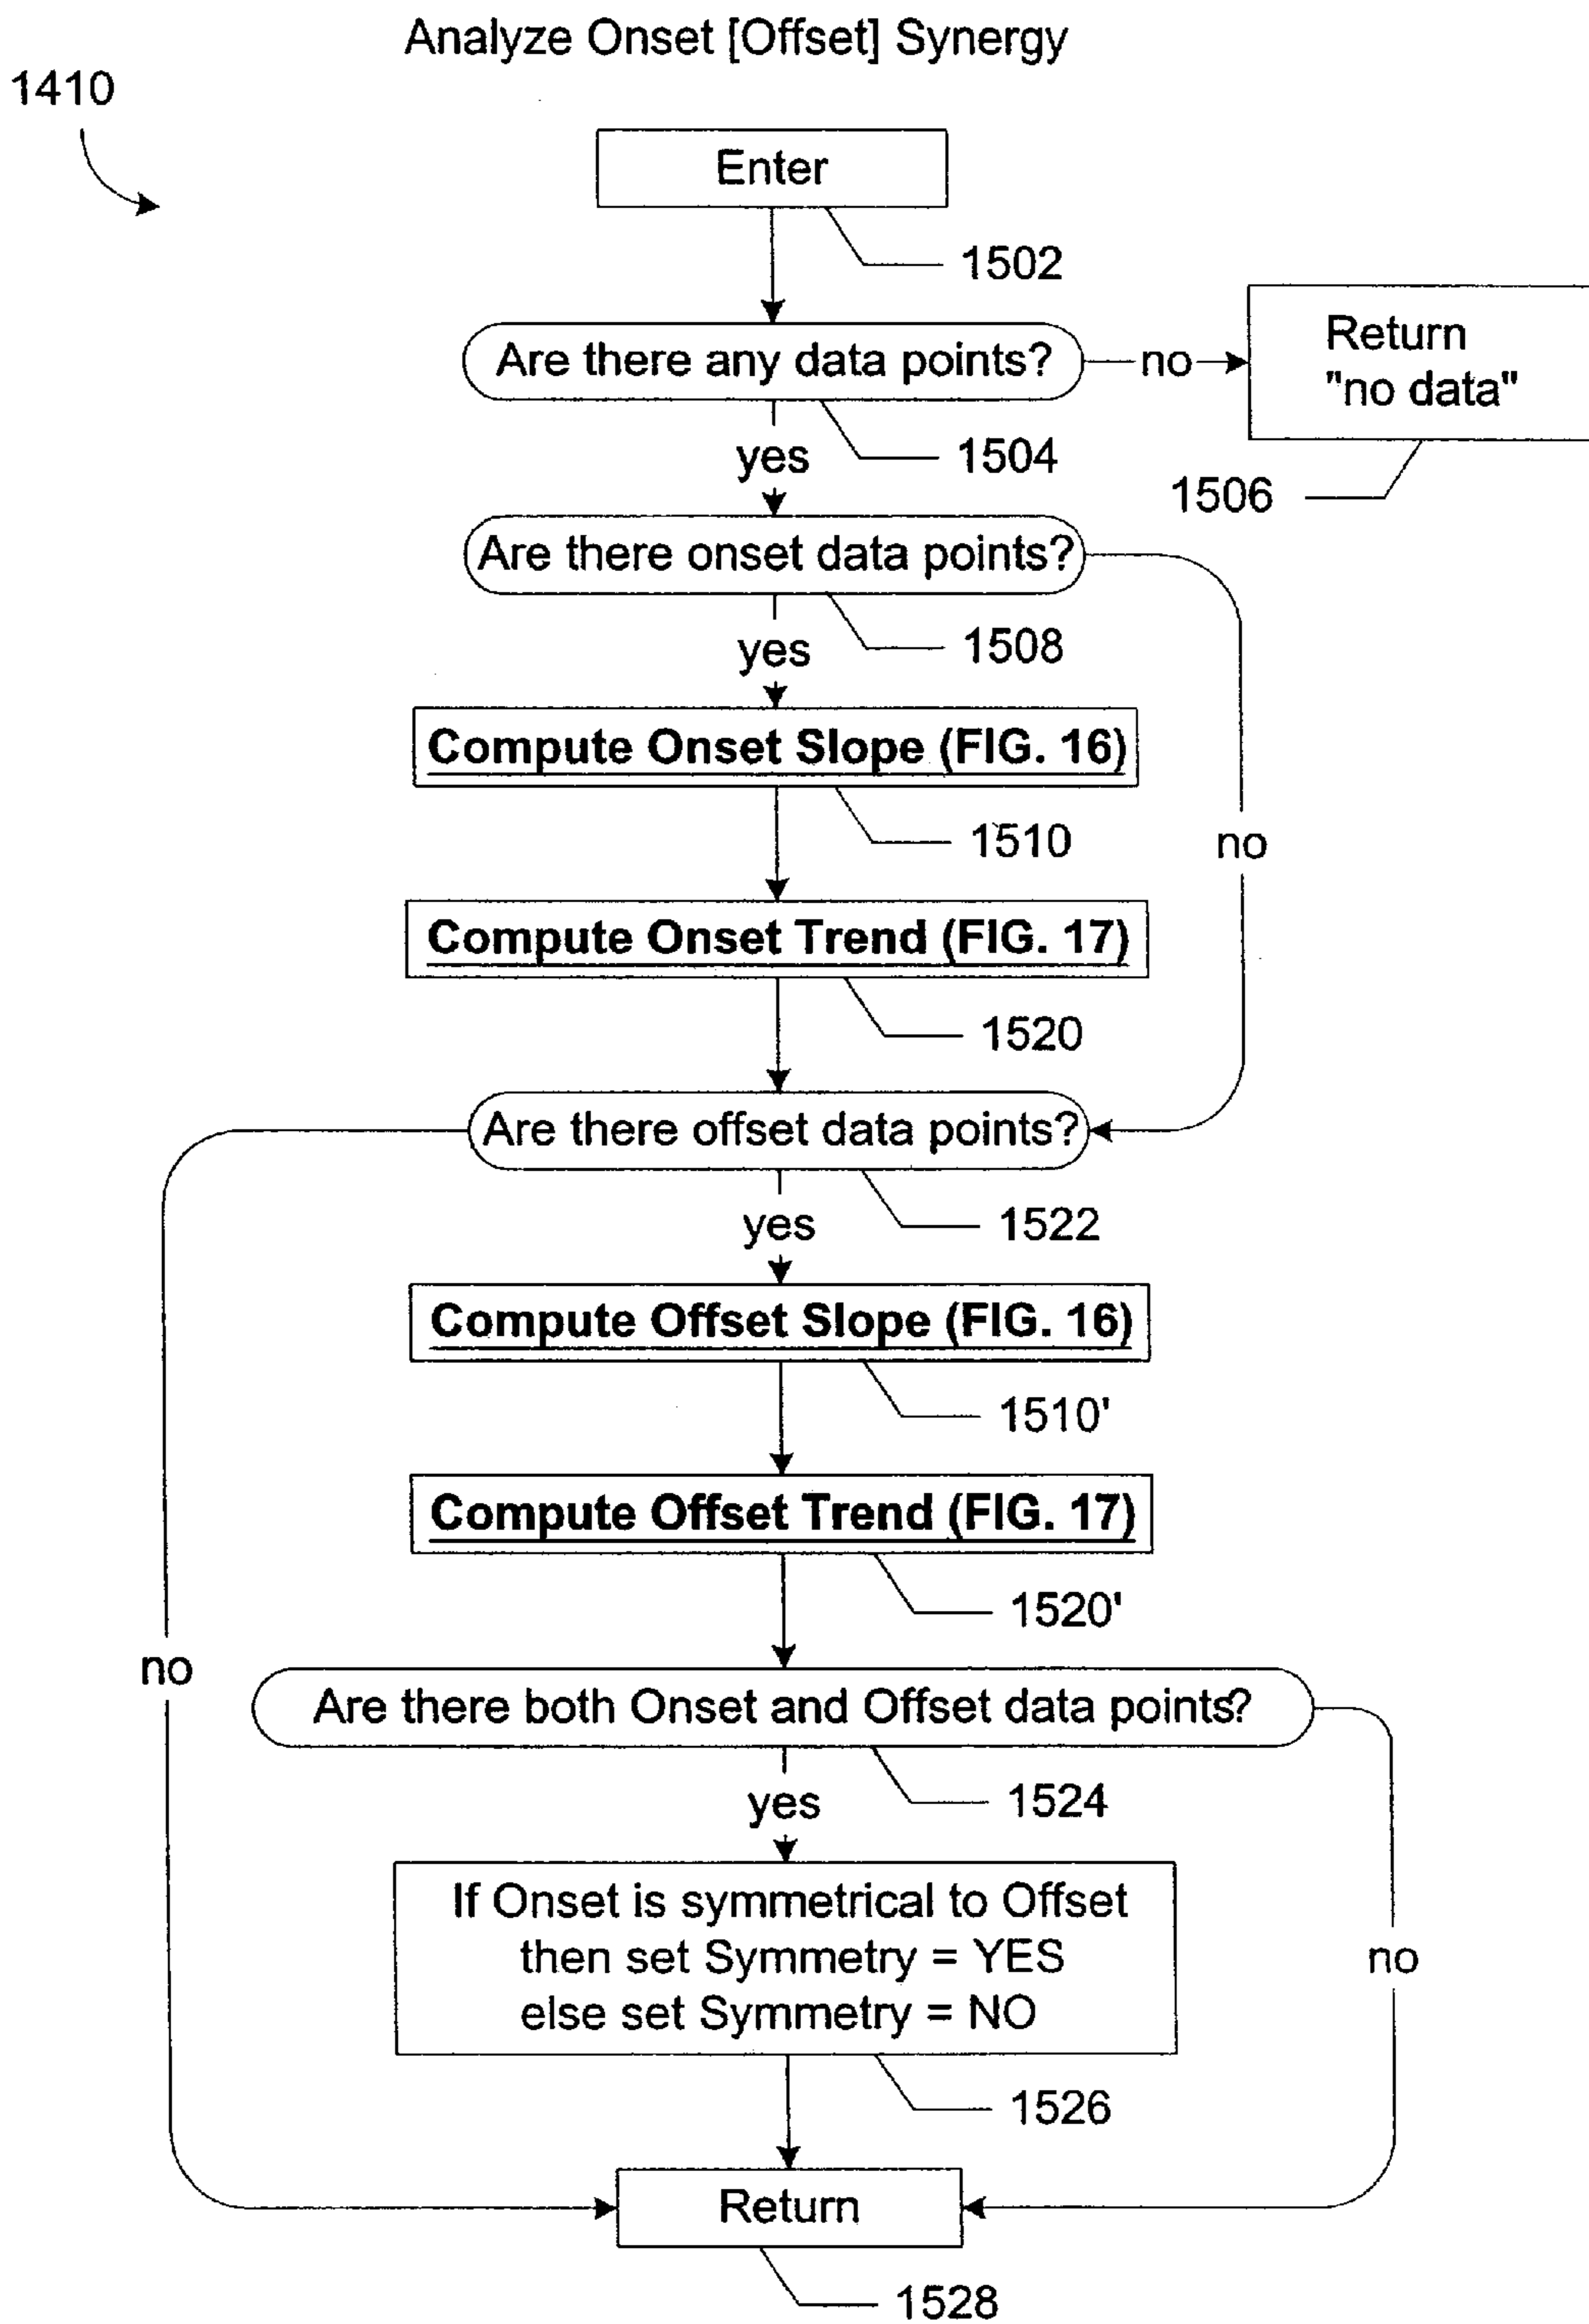 Analyze Onset [Offset] Synergy
1410
Enter
1502
Are there any data points?
no
Return
"no data"
1504
yes
1506
Are there onset data points?
1508
yes
Compute Onset Slope (FIG. 16)
1510
no
Compute Onset Trend (FIG. 17)
1520
Are there offset data points?
1522
yes
Compute Offset Slope (FIG. 16)
1510'
Compute Offset Trend (FIG. 17)
1520'
no
Are there both Onset and Offset data points?
1524
yes
If Onset is symmetrical to Offset
then set Symmetry = YES
no
else set Symmetry = NO
1526
Return
1528